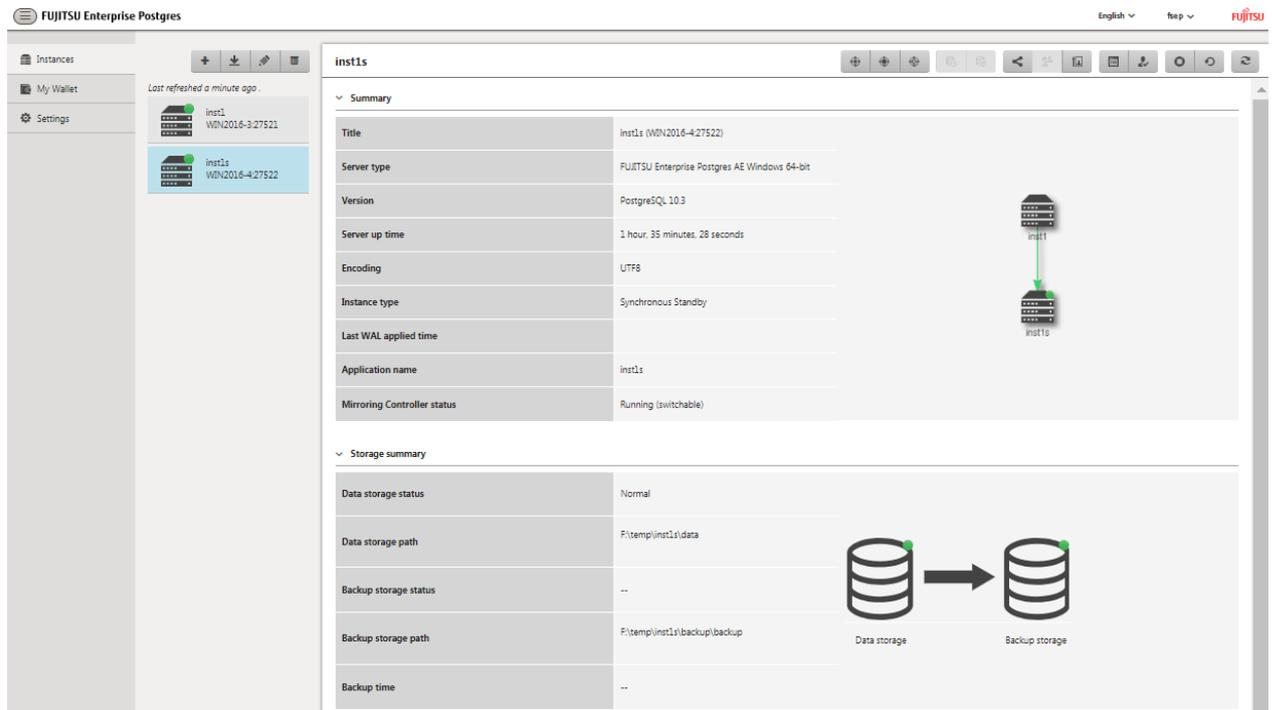 FUJITSU Enterprise Postgres
English
fsep
FUJITSU
Instances
My Wallet
Settings
Last refreshed a minute ago .
inst1
WIN2016-3:27521
inst1s
WIN2016-4:27522
inst1s
Summary
Title
inst1s (WIN2016-4:27522)
Server type
FUJITSU Enterprise Postgres AE Windows 64-bit
Version
PostgreSQL 10.3
Server up time
1 hour, 35 minutes, 28 seconds
Encoding
UTF8
Instance type
Synchronous Standby
Last WAL applied time
Application name
inst1s
Mirroring Controller status
Running (switchable)
inst1
inst1s
Storage summary
Data storage status
Normal
Data storage path
F:\temp\inst1s\data
Backup storage status
--
Backup storage path
F:\temp\inst1s\backup\backup
Backup time
--
Data storage
Backup storage